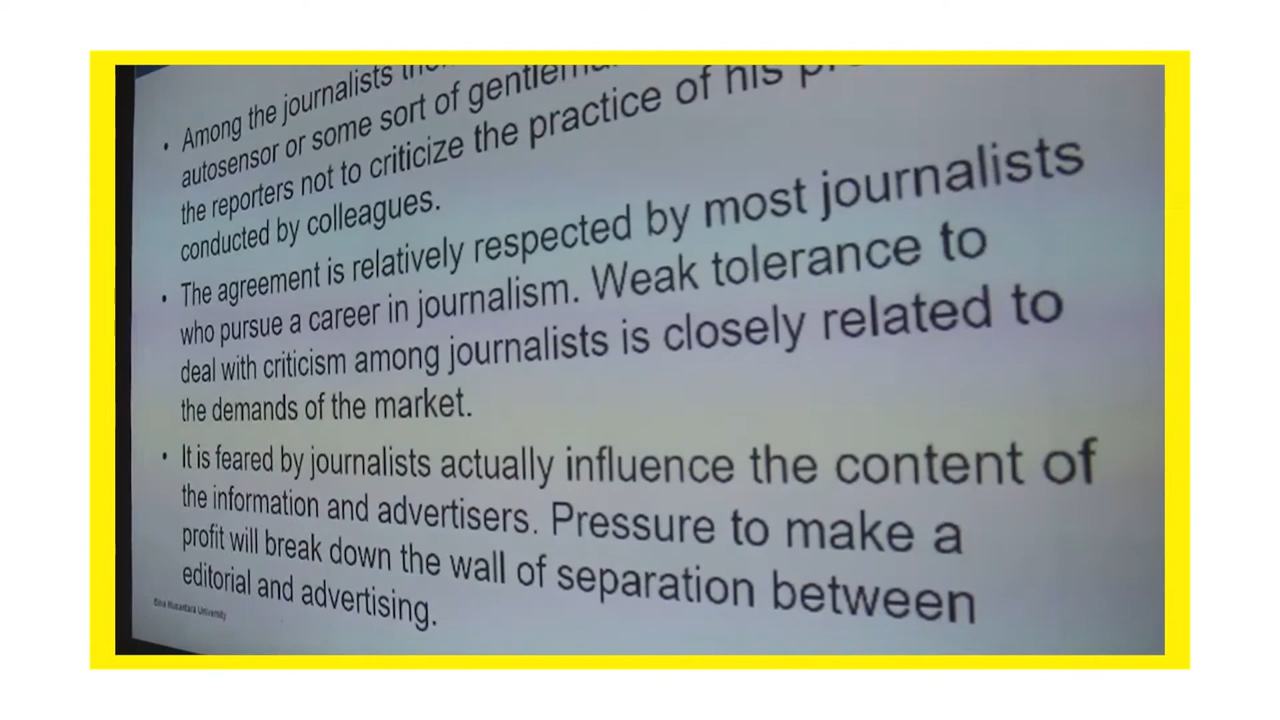 • Among the journalists
autosensor or some sort of
the reporters not to criticize the practice of his
conducted by colleagues.
• The agreement is relatively respected by most journalists
who pursue a career in journalism. Weak tolerance to
deal with criticism among journalists is closely related to
the demands of the market.
• It is feared by journalists actually influence the content of
the information and advertisers. Pressure to make a
profit will break down the wall of separation between
editorial and advertising.
Bina Nusantara University